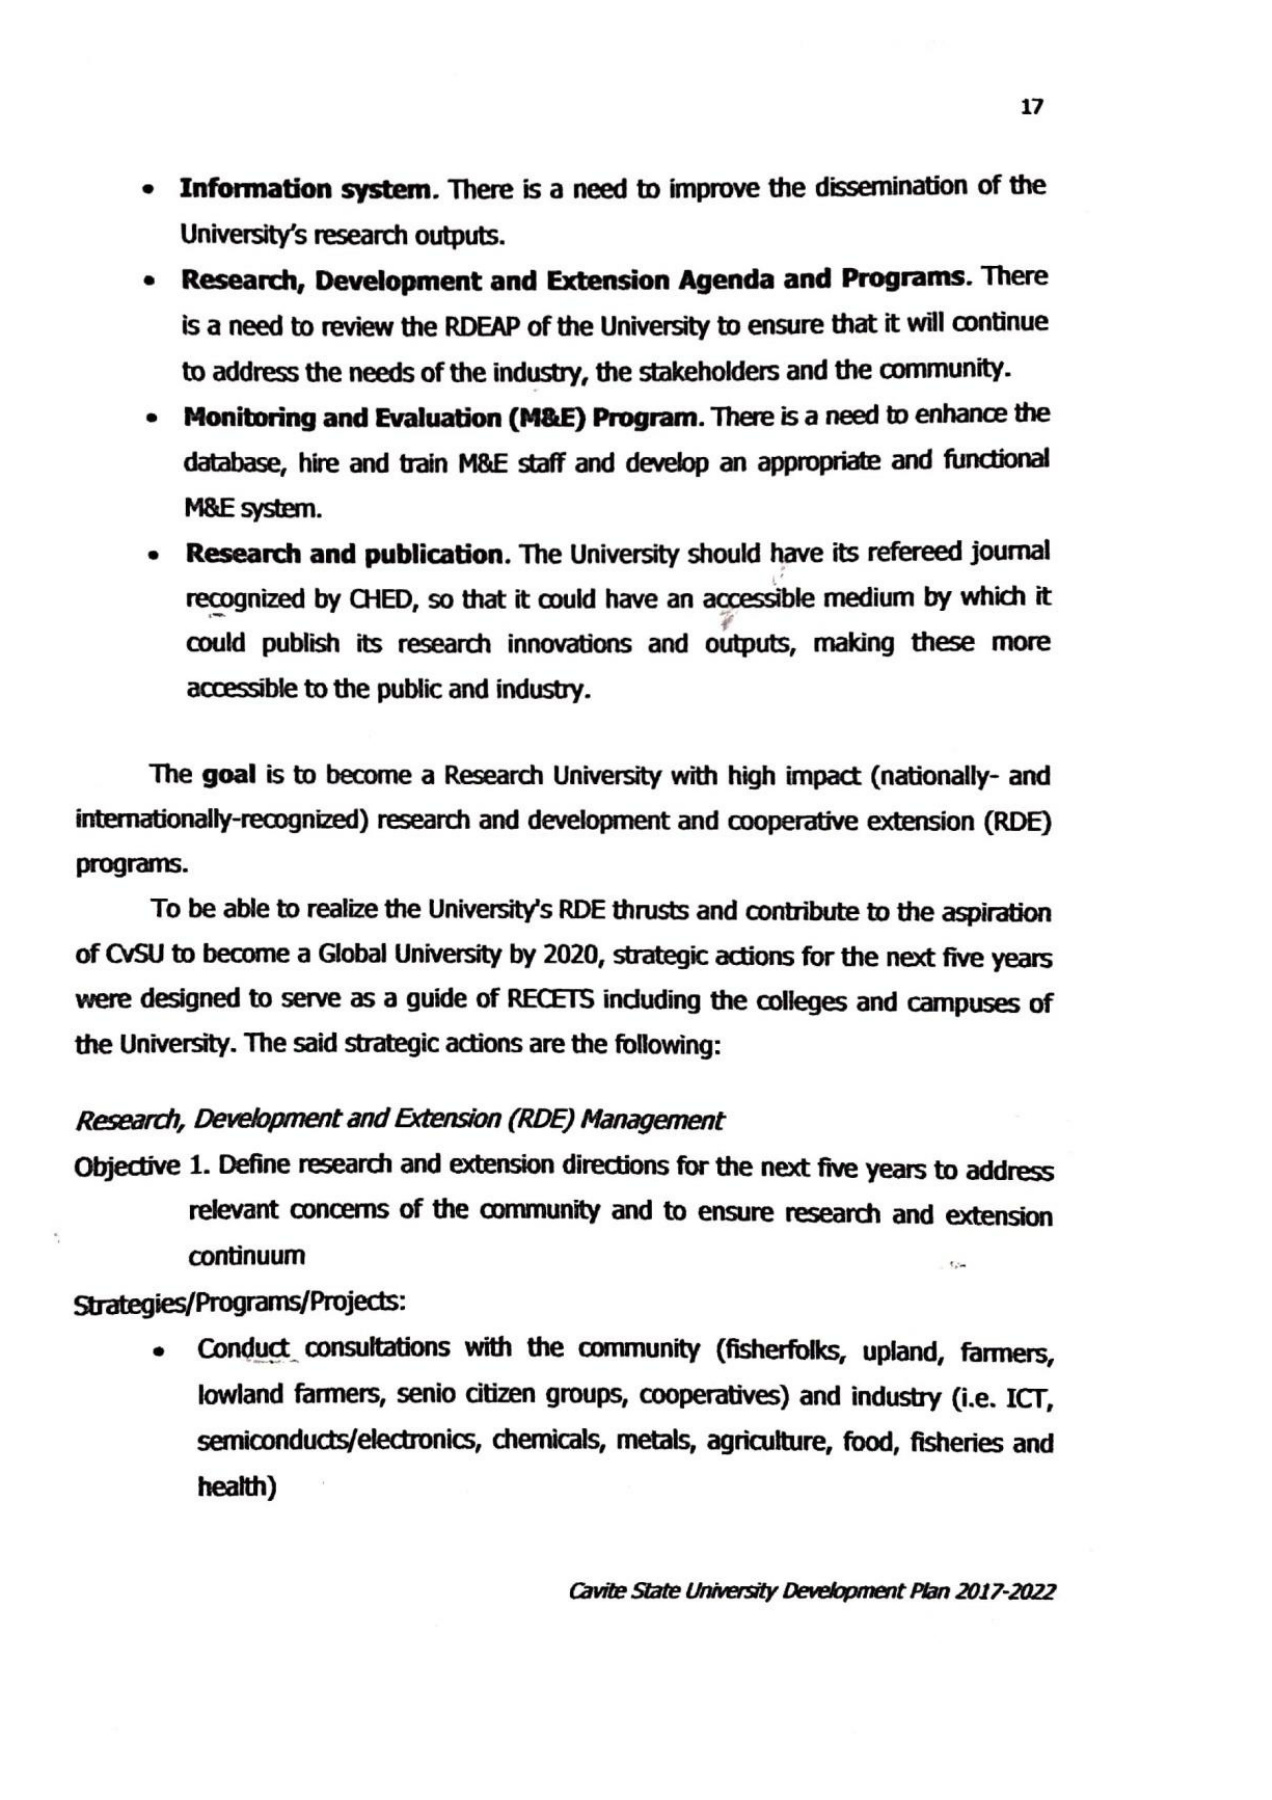 17
• Information system. There is a need to improve the dissemination of the
University's research outputs.
• Research, Development and Extension Agenda and Programs. There
is a need to review the RDEAP of the University to ensure that it will continue
to address the needs of the industry, the stakeholders and the community.
• Monitoring and Evaluation (M&E) Program. There is a need to enhance the
database, hire and train M&E staff and develop an appropriate and functional
M&E system.
• Research and publication. The University should have its refereed journal
recognized by CHED, so that it could have an accessible medium by which it
could publish its research innovations and outputs, making these more
accessible to the public and industry.
The goal is to become a Research University with high impact (nationally- and
internationally-recognized) research and development and cooperative extension (RDE)
programs.
To be able to realize the University's RDE thrusts and contribute to the aspiration
of CvSU to become a Global University by 2020, strategic actions for the next five years
were designed to serve as a guide of RECETS including the colleges and campuses of
the University. The said strategic actions are the following:
Research, Development and Extension (RDE) Management
Objective 1. Define research and extension directions for the next five years to address
relevant concerns of the community and to ensure research and extension
continuum
Strategies/Programs/Projects:
• Conduct consultations with the community (fisherfolks, upland, farmers,
lowland farmers, senio citizen groups, cooperatives) and industry (i.e. ICT,
semiconducts/electronics, chemicals, metals, agriculture, food, fisheries and
health)
Cavite State University Development Plan 2017-2022